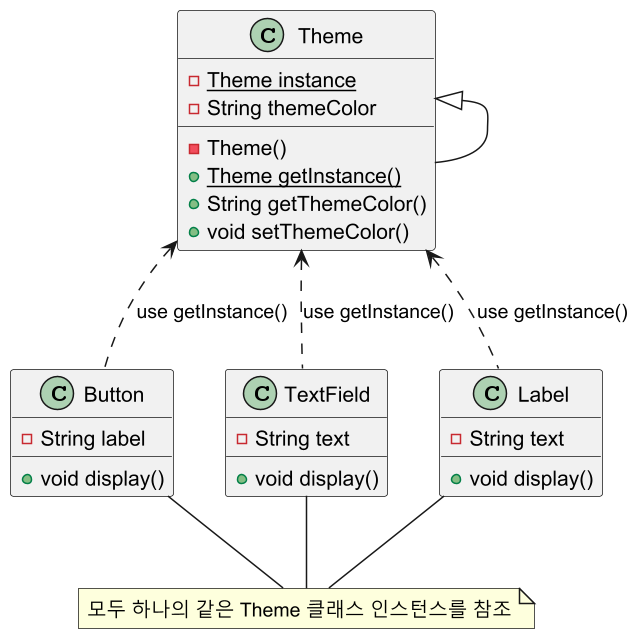 C Theme
Theme instance
String themeColor
Theme()
Theme getInstance()
String getThemeColor()
void setThemeColor()
use getInstance()
use getInstance()
use getInstance()
C Button
String label
void display()
C TextField
String text
void display()
C Label
String text
void display()
모두 하나의 같은 Theme 클래스 인스턴스를 참조